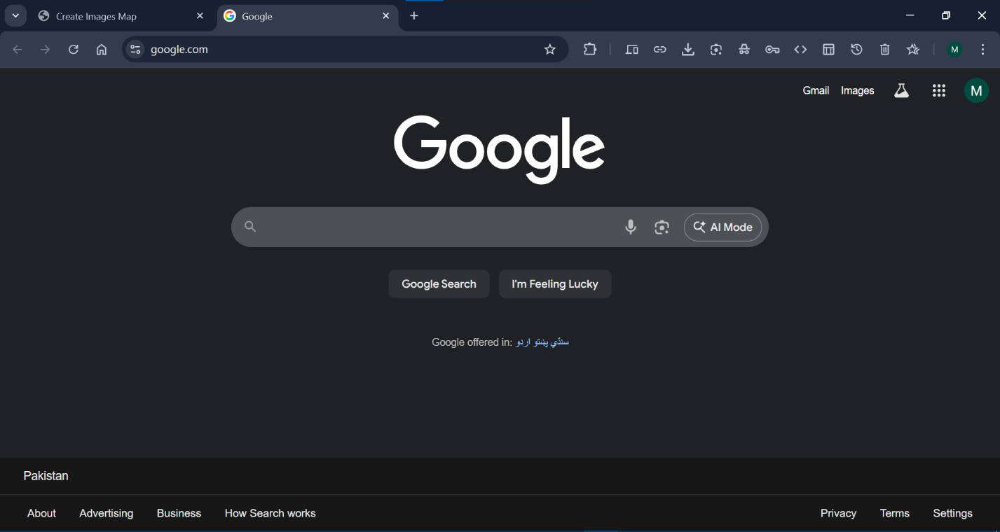 Create Images Map
Google
google.com
M
Gmail Images
M
Google
AI Mode
Google Search I'm Feeling Lucky
Google offered in: سنڌي پښتو اردو
Pakistan
About Advertising Business How Search works Privacy Terms Settings